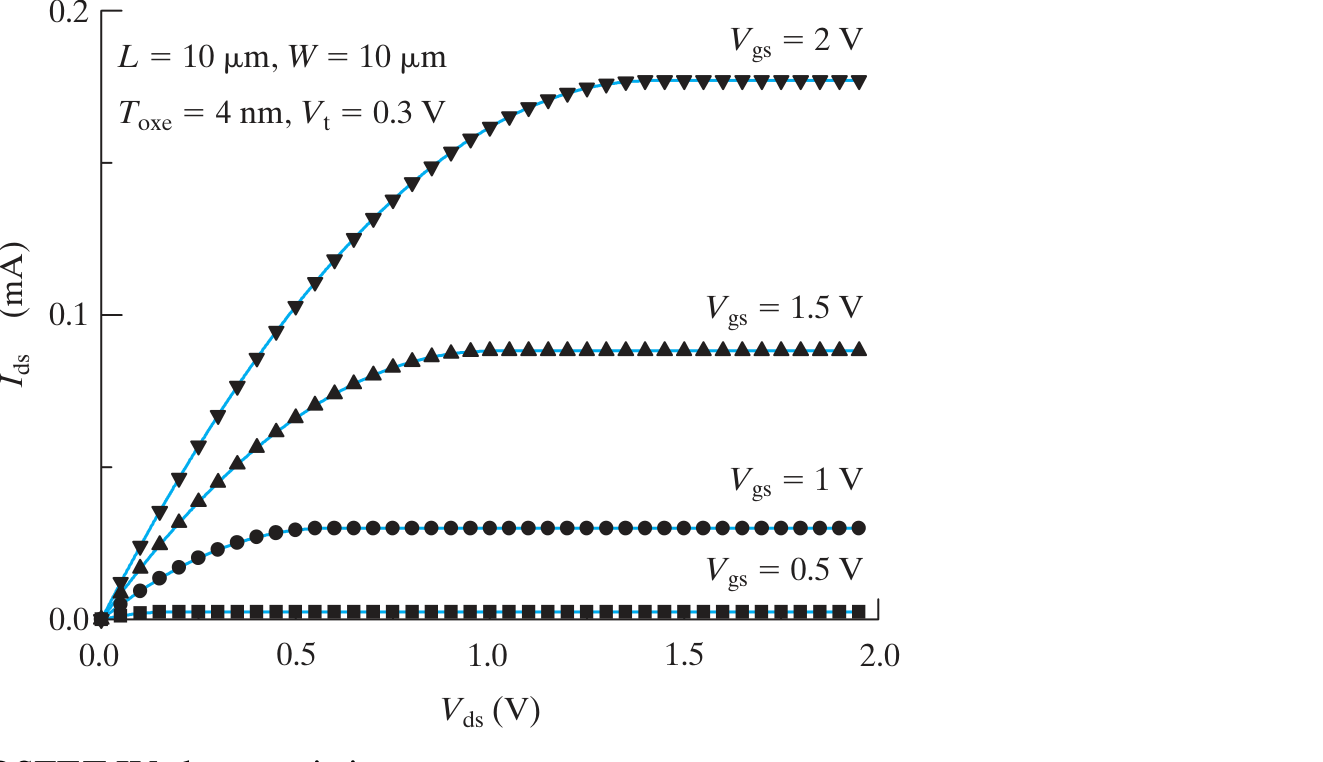 0.2
L = 10 μm, W = 10 μm
T_oxe = 4 nm, V_t = 0.3 V
V_gs = 2 V
I_ds (mA)
0.1
V_gs = 1.5 V
V_gs = 1 V
V_gs = 0.5 V
0.0
0.0 0.5 1.0 1.5 2.0
V_ds (V)